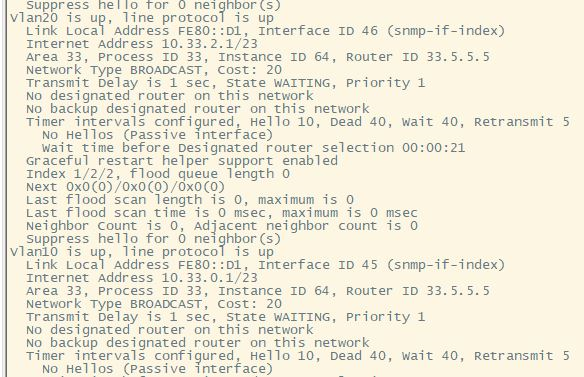 Suppress hello for 0 neighbor(s)
Vlan20 is up, line protocol is up
Link Local Address FE80::D1, Interface ID 46 (snmp-if-index)
Internet Address 10.33.2.1/23
Area 33, Process ID 33, Instance ID 64, Router ID 33.5.5.5
Network Type BROADCAST, Cost: 20
Transmit Delay is 1 sec, State WAITING, Priority 1
No designated router on this network
No backup designated router on this network
Timer intervals configured, Hello 10, Dead 40, Wait 40, Retransmit 5
No Hellos (Passive interface)
Wait time before Designated router selection 00:00:21
Graceful restart helper support enabled
Index 1/2/2, flood queue length 0
Next 0x0(0)/0x0(0)/0x0(0)
Last flood scan length is 0, maximum is 0
Last flood scan time is 0 msec, maximum is 0 msec
Neighbor Count is 0, Adjacent neighbor count is 0
Suppress hello for 0 neighbor(s)
Vlan10 is up, line protocol is up
Link Local Address FE80::D1, Interface ID 45 (snmp-if-index)
Internet Address 10.33.0.1/23
Area 33, Process ID 33, Instance ID 64, Router ID 33.5.5.5
Network Type BROADCAST, Cost: 20
Transmit Delay is 1 sec, State WAITING, Priority 1
No designated router on this network
No backup designated router on this network
Timer intervals configured, Hello 10, Dead 40, Wait 40, Retransmit 5
No Hellos (Passive interface)